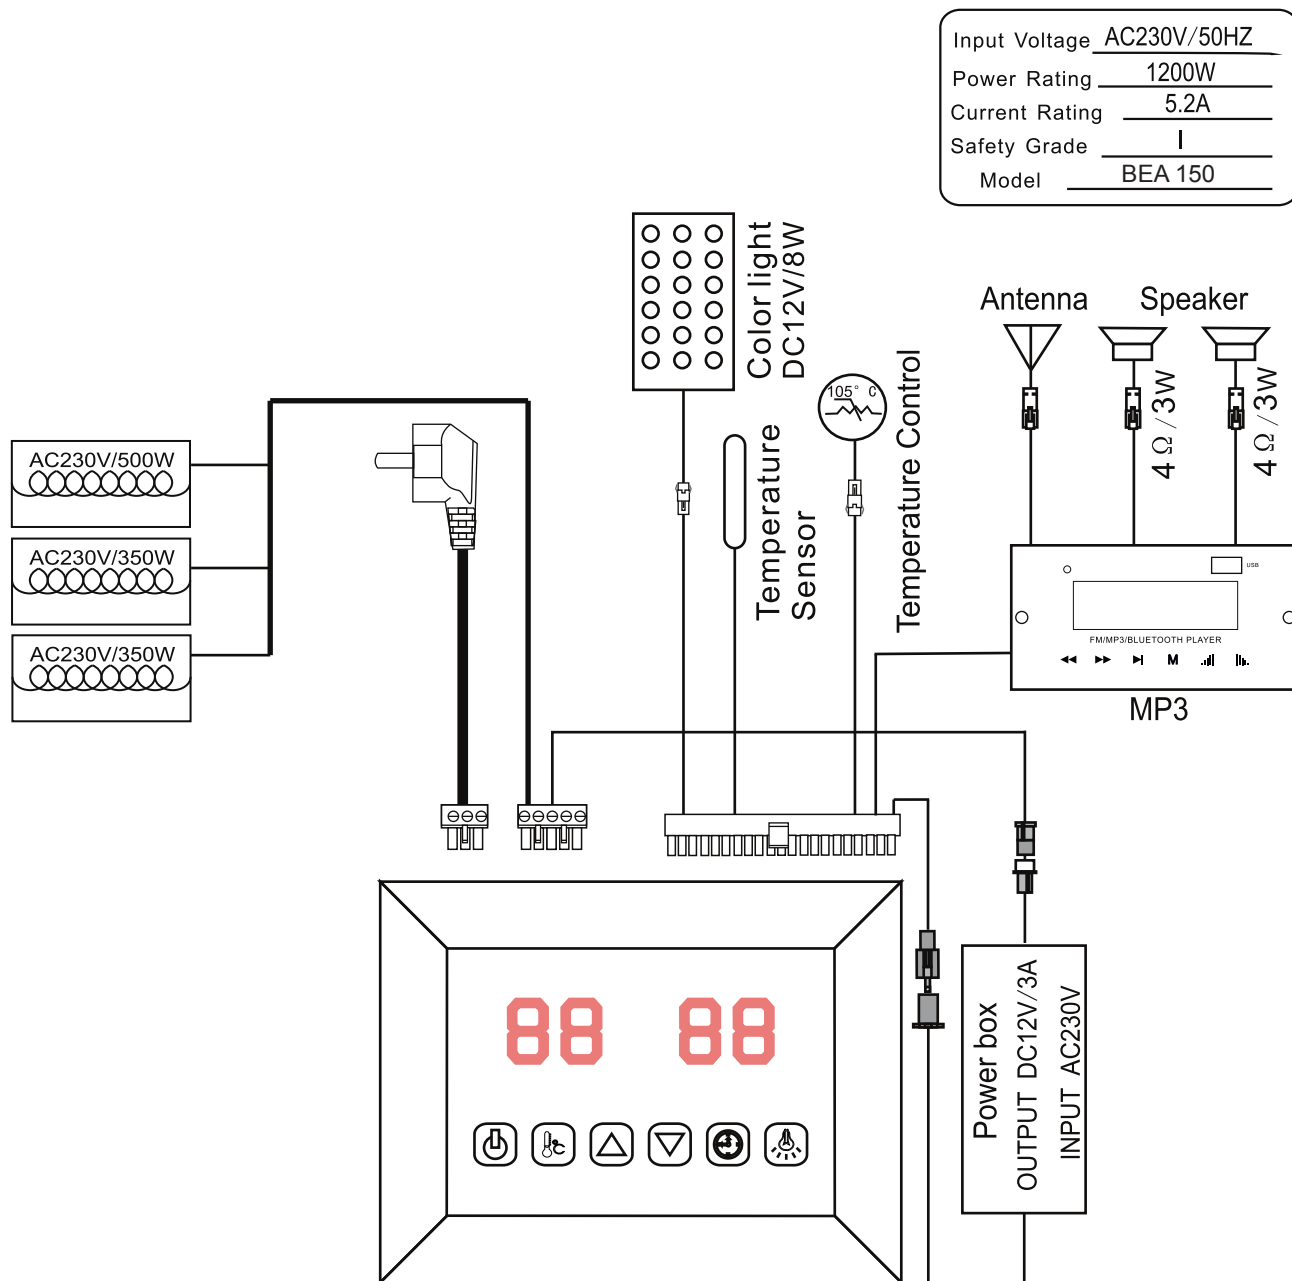 Input Voltage AC230V/50HZ
Power Rating 1200W
Current Rating 5.2A
Safety Grade I
Model BEA 150
Color light
DC12V/8W
Antenna
Speaker
105° C
Temperature Control
4Ω/3W
4Ω/3W
AC230V/500W
AC230V/350W
AC230V/350W
Temperature
Sensor
USB
FM/MP3/BLUETOOTH PLAYER
M
MP3
88 88
°C
Power box
OUTPUT DC12V/3A
INPUT AC230V